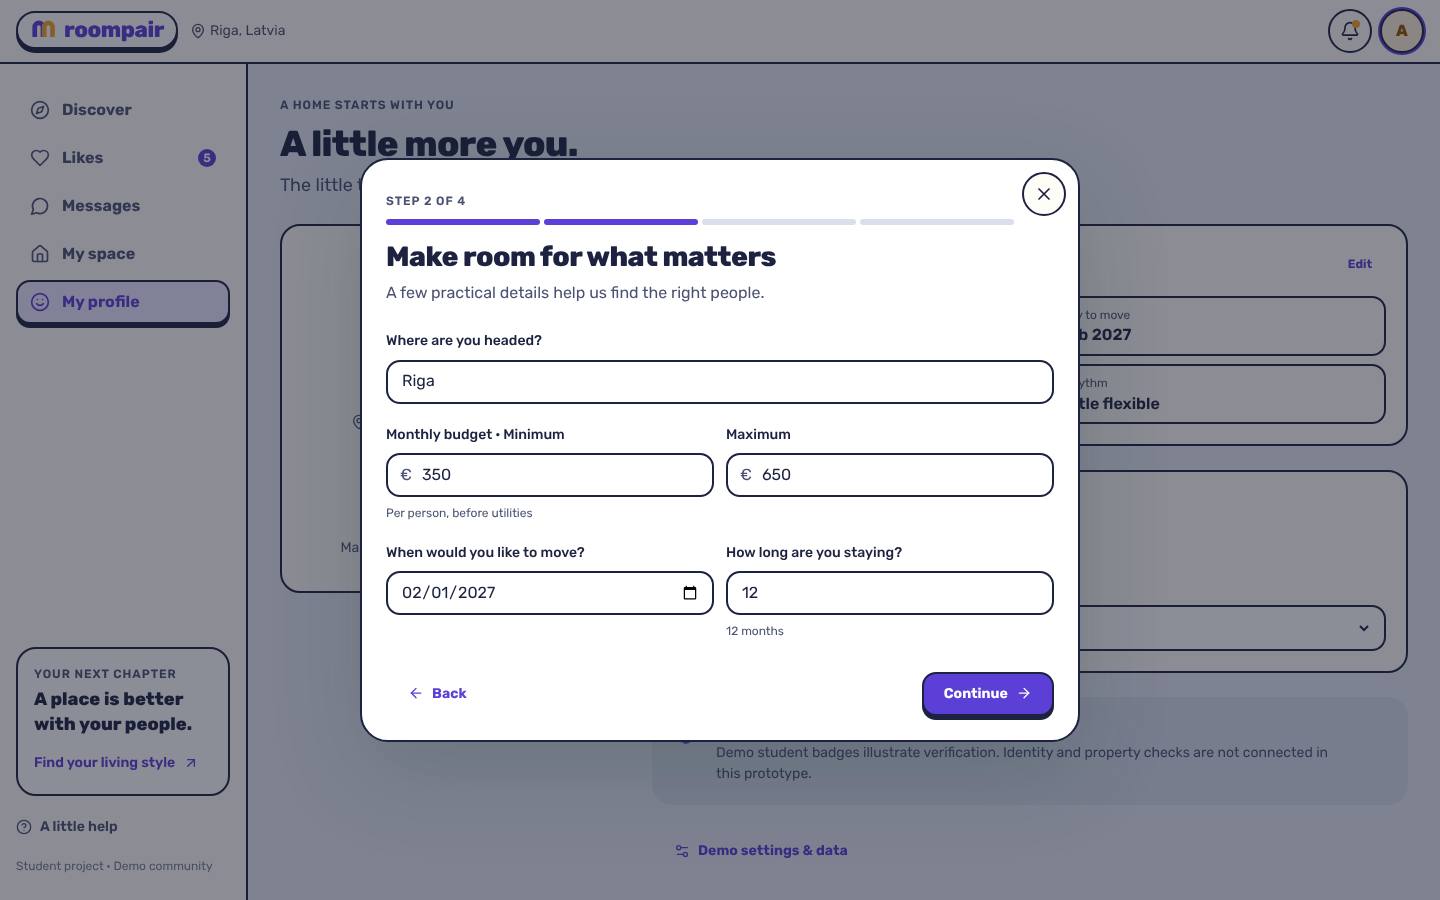 roompair
Riga, Latvia
A
Discover
Likes
5
Messages
My space
My profile
YOUR NEXT CHAPTER
A place is better
with your people.
Find your living style
A little help
Student project • Demo community
A HOME STARTS WITH YOU
A little more you.
The little
Edit
to move
2027
flexible
STEP 2 OF 4
Make room for what matters
A few practical details help us find the right people.
Where are you headed?
Riga
Monthly budget • Minimum
Maximum
€ 350
€ 650
Per person, before utilities
When would you like to move?
How long are you staying?
02/01/2027
12
12 months
Back
Continue
Demo student badges illustrate verification. Identity and property checks are not connected in
this prototype.
Demo settings & data